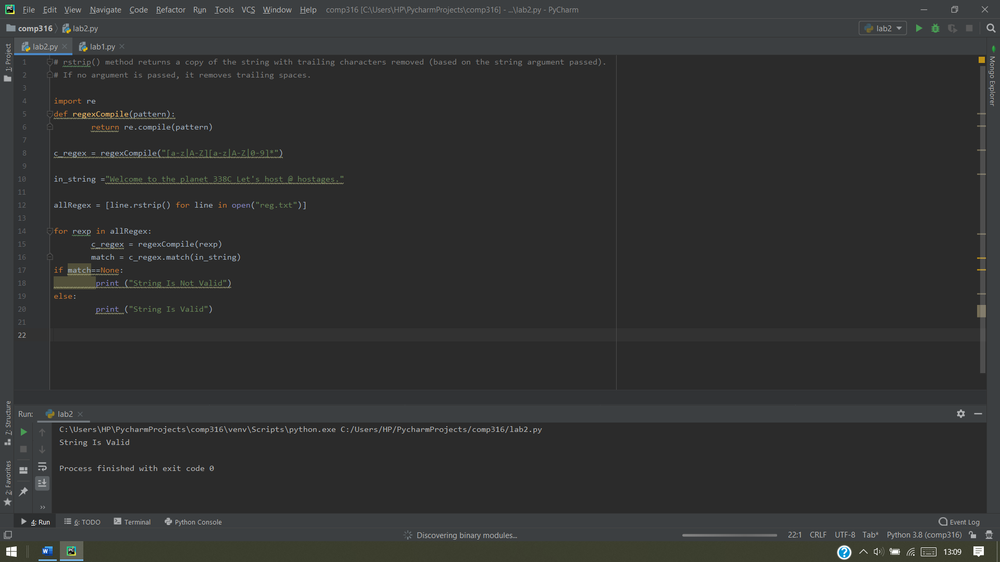 File Edit View Navigate Code Refactor Run Tools VCS Window Help comp316 [C:\Users\HP\PycharmProjects\comp316] - ...\lab2.py - PyCharm
comp316 lab2.py lab2
lab2.py lab1.py
1: Project
Mongo Explorer
1 # rstrip() method returns a copy of the string with trailing characters removed (based on the string argument passed).
2 # If no argument is passed, it removes trailing spaces.
3
4 import re
5 def regexCompile(pattern):
6         return re.compile(pattern)
7
8 c_regex = regexCompile("[a-z|A-Z][a-z|A-Z|0-9]*")
9
10 in_string ="Welcome to the planet 338C Let's host @ hostages."
11
12 allRegex = [line.rstrip() for line in open("reg.txt")]
13
14 for rexp in allRegex:
15         c_regex = regexCompile(rexp)
16         match = c_regex.match(in_string)
17 if match==None:
18          print ("String Is Not Valid")
19 else:
20          print ("String Is Valid")
21
22
7: Structure
2: Favorites
Run: lab2
C:\Users\HP\PycharmProjects\comp316\venv\Scripts\python.exe C:/Users/HP/PycharmProjects/comp316/lab2.py
String Is Valid
Process finished with exit code 0
4: Run 6: TODO Terminal Python Console Event Log
Discovering binary modules... 22:1 CRLF UTF-8 Tab* Python 3.8 (comp316)
13:09